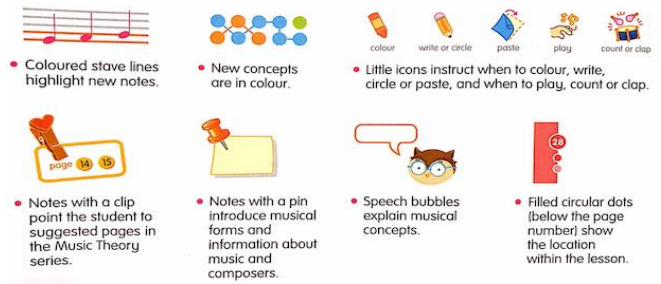 colour
write or circle
paste
play
count or clap
• Coloured stave lines
highlight new notes.
• New concepts
are in colour.
• Little icons instruct when to colour, write,
circle or paste, and when to play, count or clap.
page 14 15
28
• Notes with a clip
point the student to
suggested pages in
the Music Theory
series.
• Notes with a pin
introduce musical
forms and
information about
music and
composers.
• Speech bubbles
explain musical
concepts.
• Filled circular dots
(below the page
number) show
the location
within the lesson.